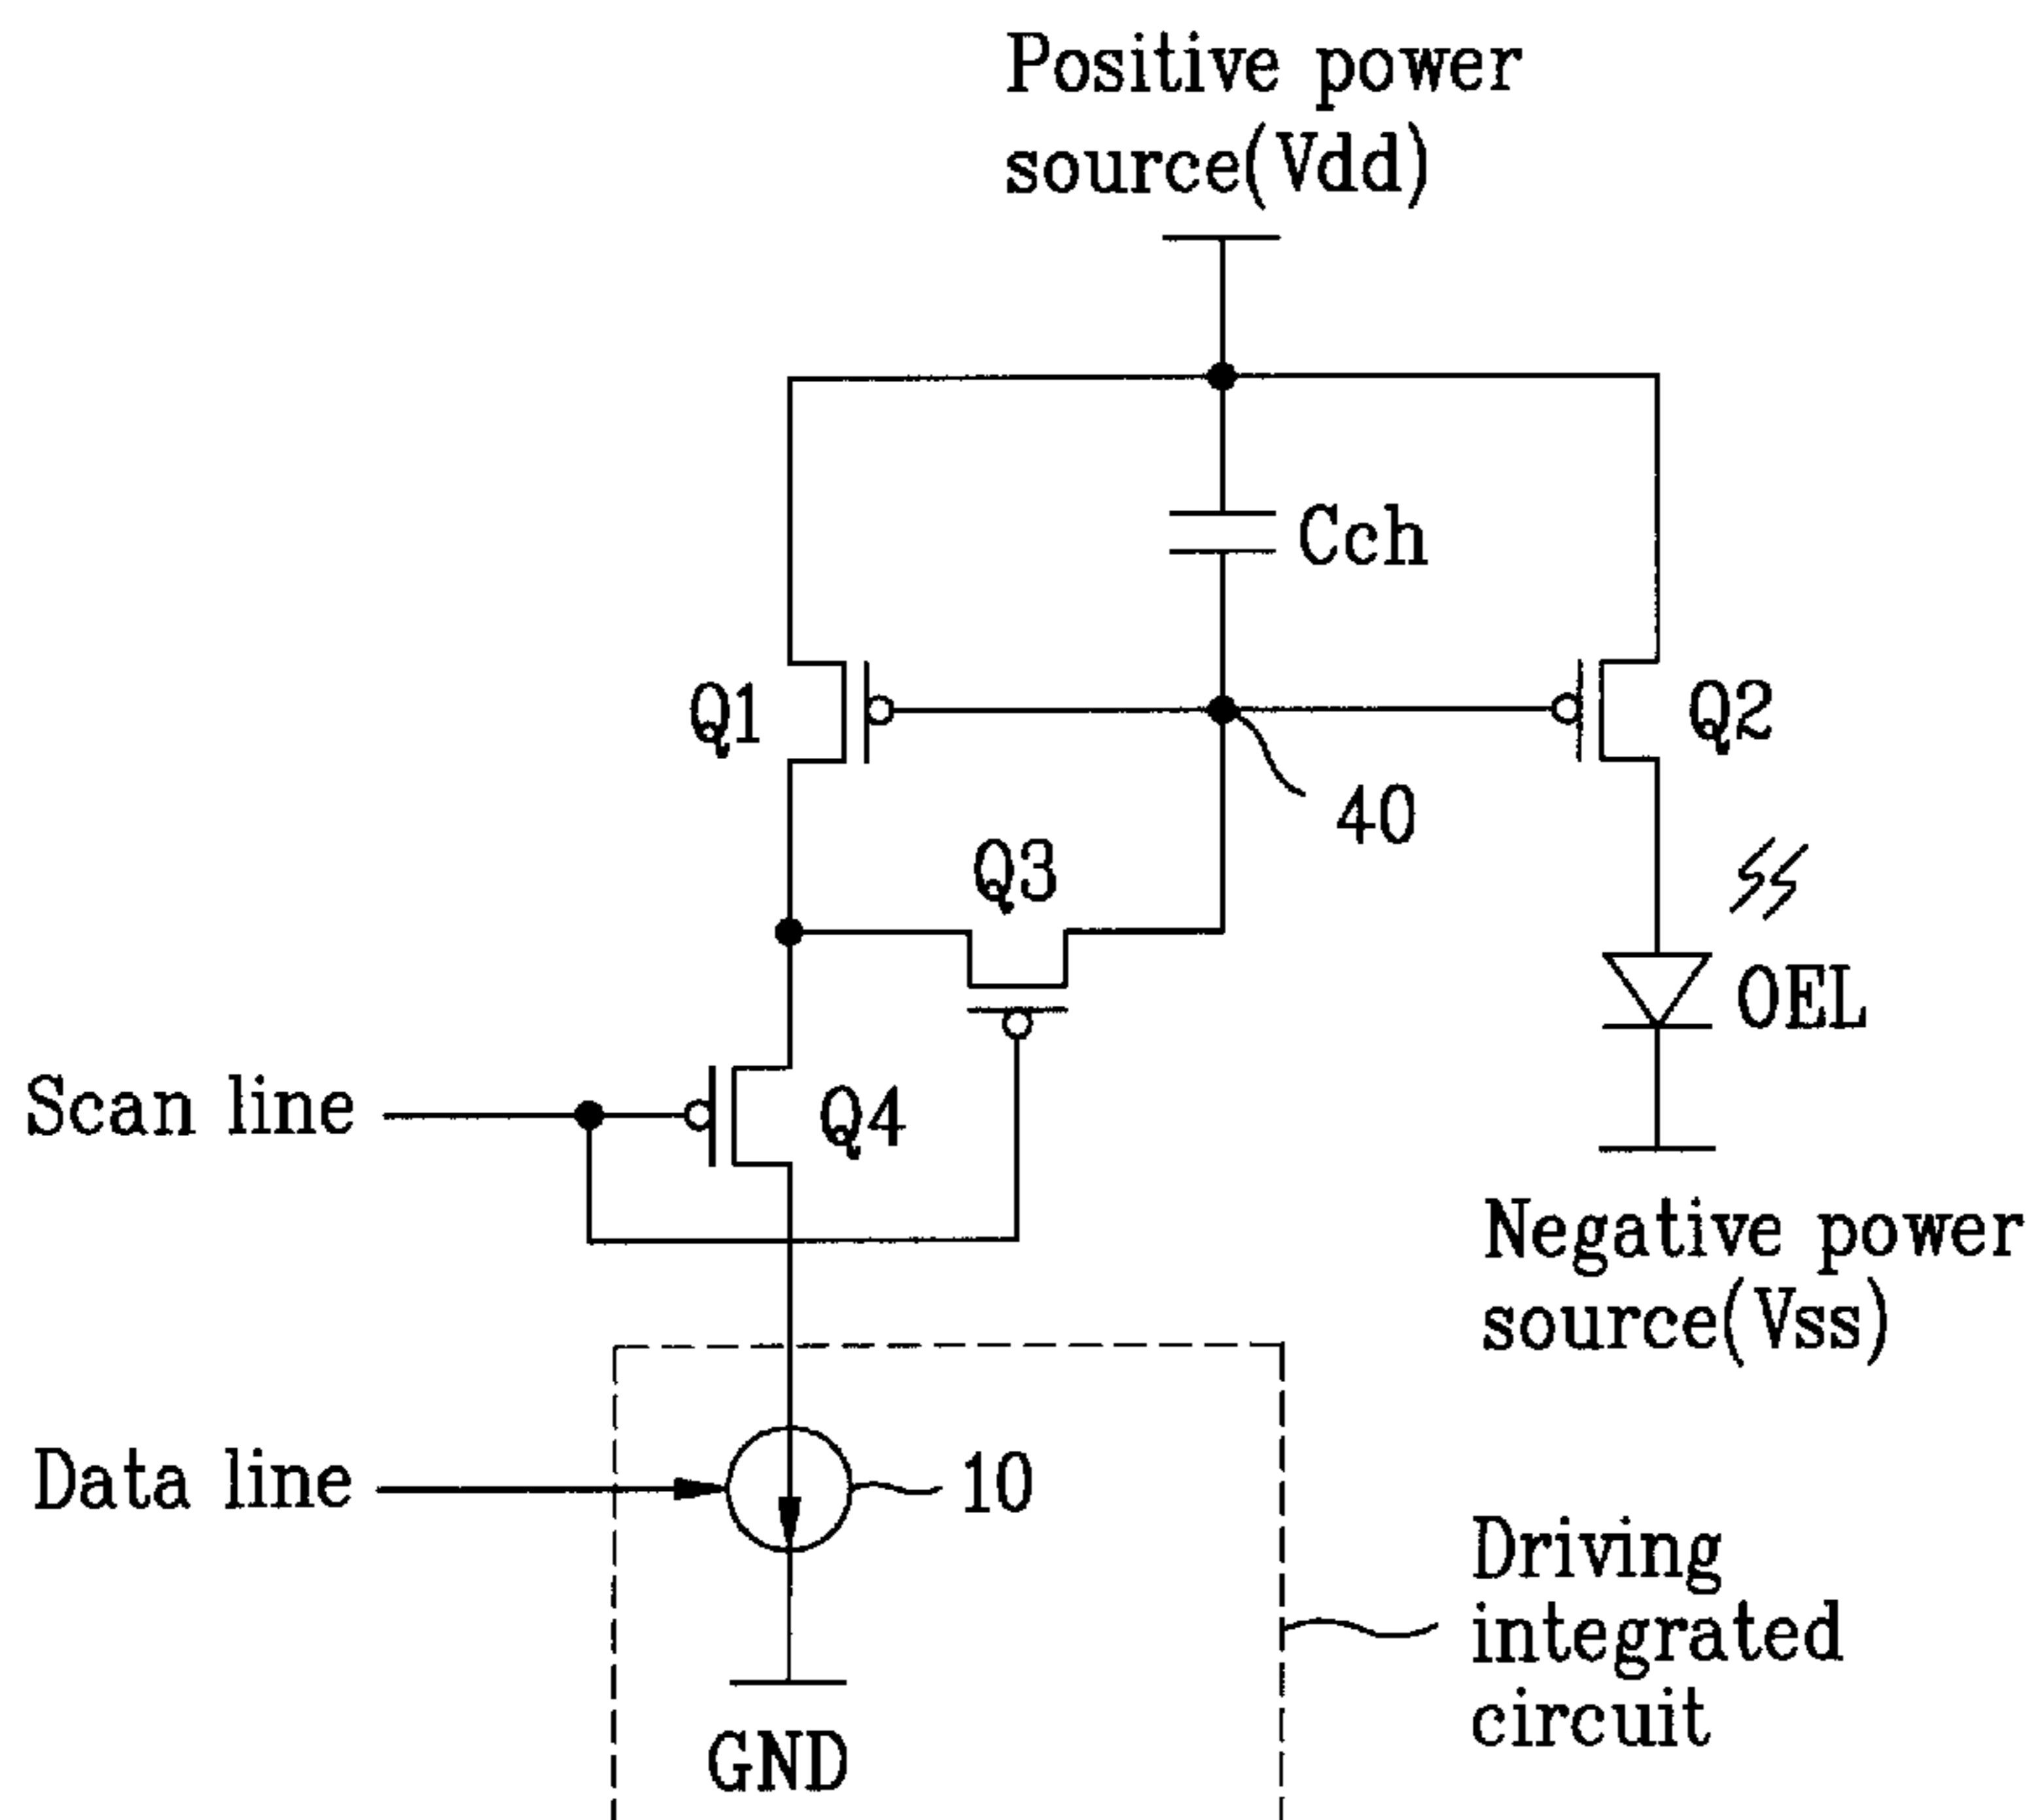 Positive power
source(Vdd)
Cch
Q1
Q2
40
Q3
OEL
Scan line
Q4
Negative power
source(Vss)
Data line
10
Driving
integrated
circuit
GND